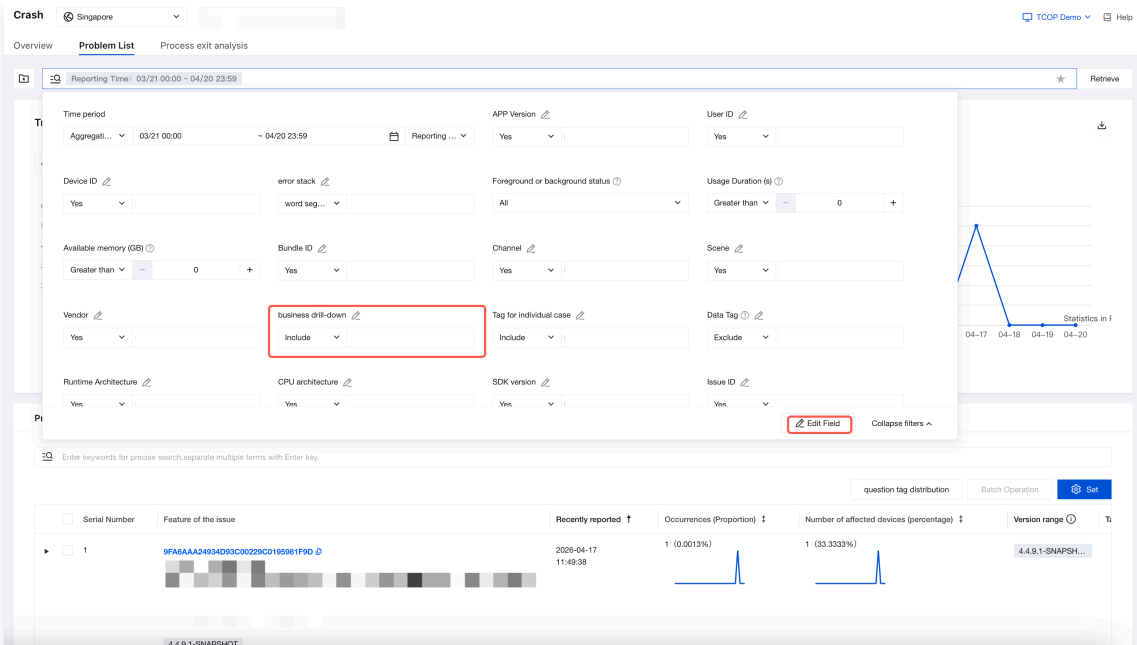 Crash Singapore TCOP Demo Help
Overview Problem List Process exit analysis
Reporting Time: 03/21 00:00 ~ 04/20 23:59 Retrieve
Time period APP Version User ID
Aggregati... 03/21 00:00 ~ 04/20 23:59 Reporting ... Yes Yes
Device ID error stack Foreground or background status Usage Duration (s)
Yes word seg... All Greater than − 0 +
Available memory (GB) Bundle ID Channel Scene
Greater than − 0 + Yes Yes Yes
Vendor business drill-down Tag for individual case Data Tag
Yes Include Include Exclude
Statistics in
04-17 04-18 04-19 04-20
Runtime Architecture CPU architecture SDK version Issue ID
Yes Yes Yes Yes
Edit Field Collapse filters
Enter keywords for precise search,separate multiple terms with Enter key.
question tag distribution Batch Operation Set
Serial Number Feature of the issue Recently reported Occurrences (Proportion) Number of affected devices (percentage) Version range
1 9FA6AAA24934D93C00229C0195981F9D 2026-04-17 1 (0.0013%) 1 (33.3333%) 4.4.9.1-SNAPSH...
11:49:38
4.4.9.1-SNAPSHOT